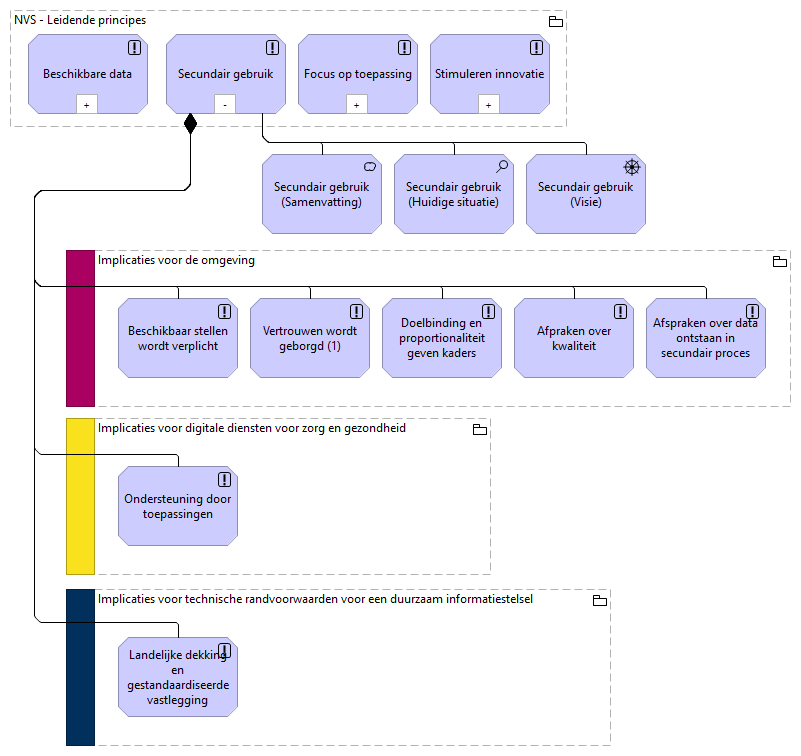 NVS - Leidende principes
Beschikbare data
+
Secundair gebruik
-
Focus op toepassing
+
Stimuleren innovatie
+
Secundair gebruik
(Samenvatting)
Secundair gebruik
(Huidige situatie)
Secundair gebruik
(Visie)
Implicaties voor de omgeving
Beschikbaar stellen
wordt verplicht
Vertrouwen wordt
geborgd (1)
Doelbinding en
proportionaliteit
geven kaders
Afpraken over
kwaliteit
Afspraken over data
ontstaan in
secundair proces
Implicaties voor digitale diensten voor zorg en gezondheid
Ondersteuning door
toepassingen
Implicaties voor technische randvoorwaarden voor een duurzaam informatiestelsel
Landelijke dekking
en
gestandaardiseerde
vastlegging